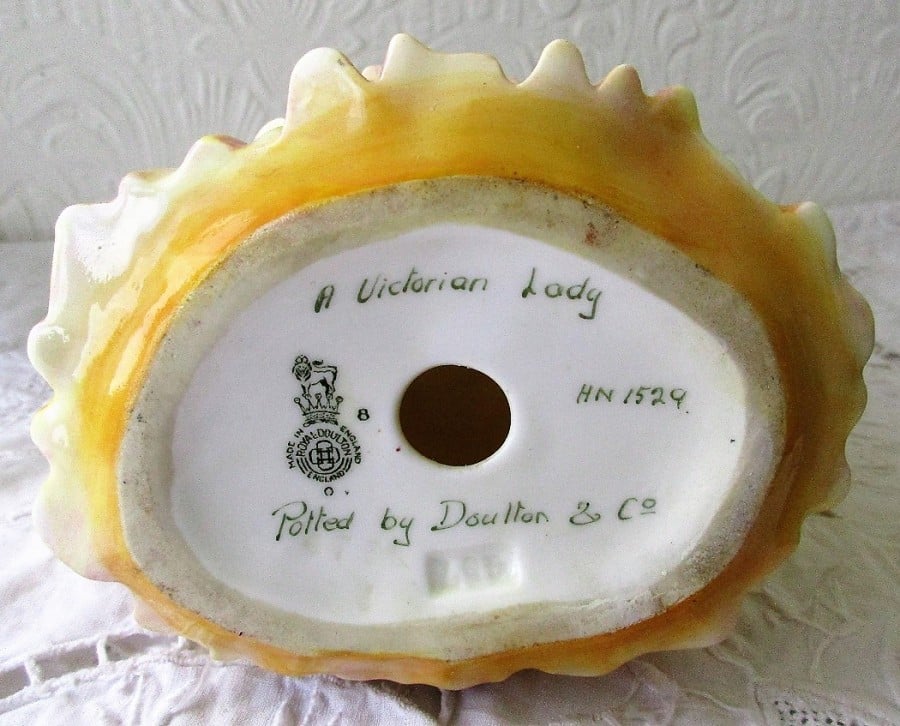 A Victorian Lady
HN 1529.
8
MADE IN ENGLAND
ROYAL DOULTON
ENGLAND
Potted by Doulton & Co